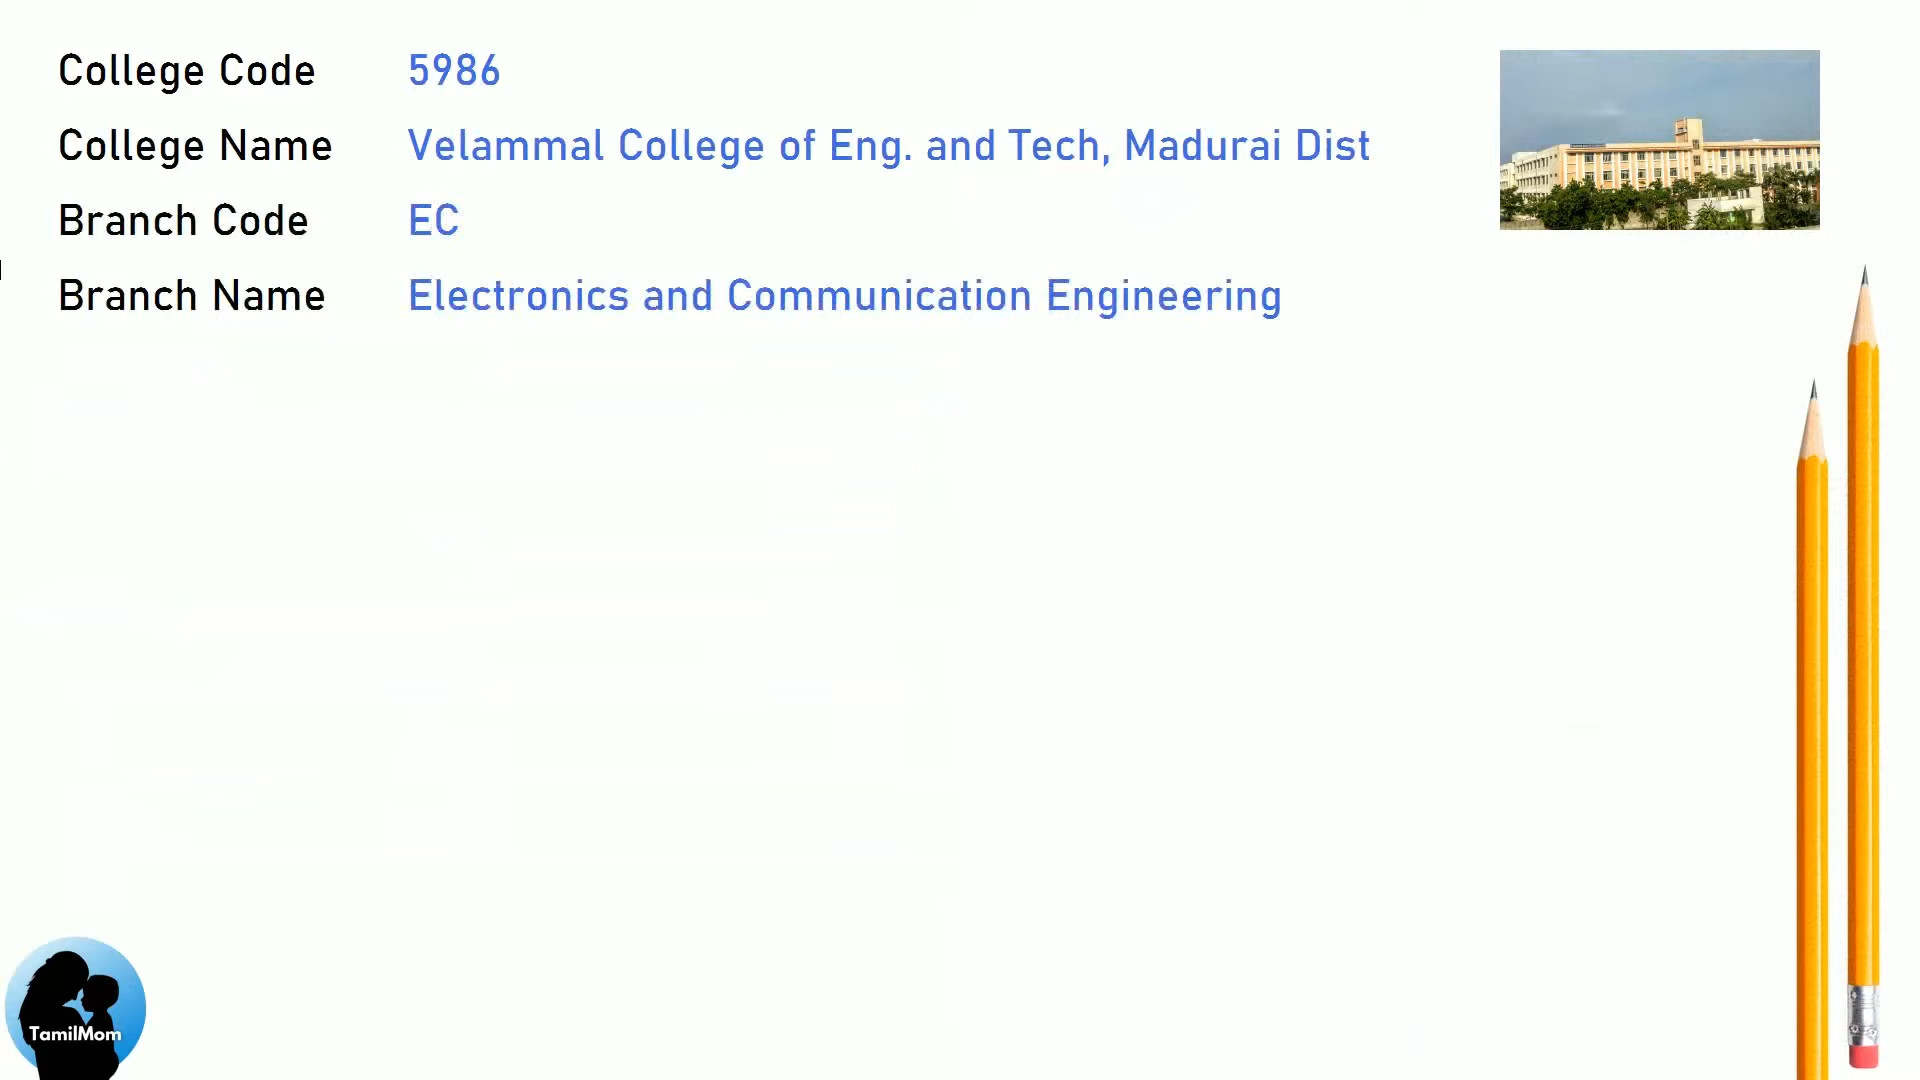 College Code 5986
College Name Velammal College of Eng. and Tech, Madurai Dist
Branch Code EC
Branch Name Electronics and Communication Engineering
TamilMom